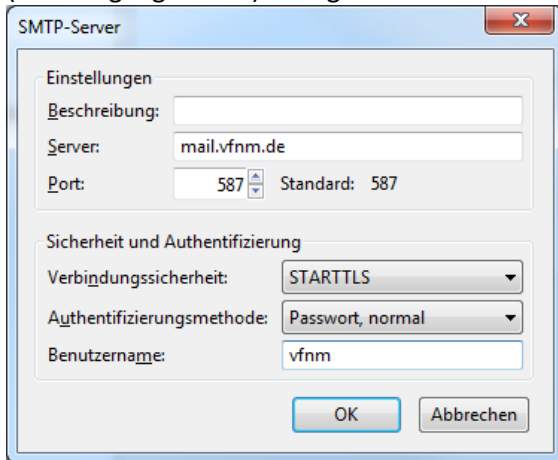 SMTP-Server
Einstellungen
Beschreibung:
Server: mail.vfnm.de
Port: 587 Standard: 587
Sicherheit und Authentifizierung
Verbindungssicherheit: STARTTLS
Authentifizierungsmethode: Passwort, normal
Benutzername: vfnm
OK Abbrechen